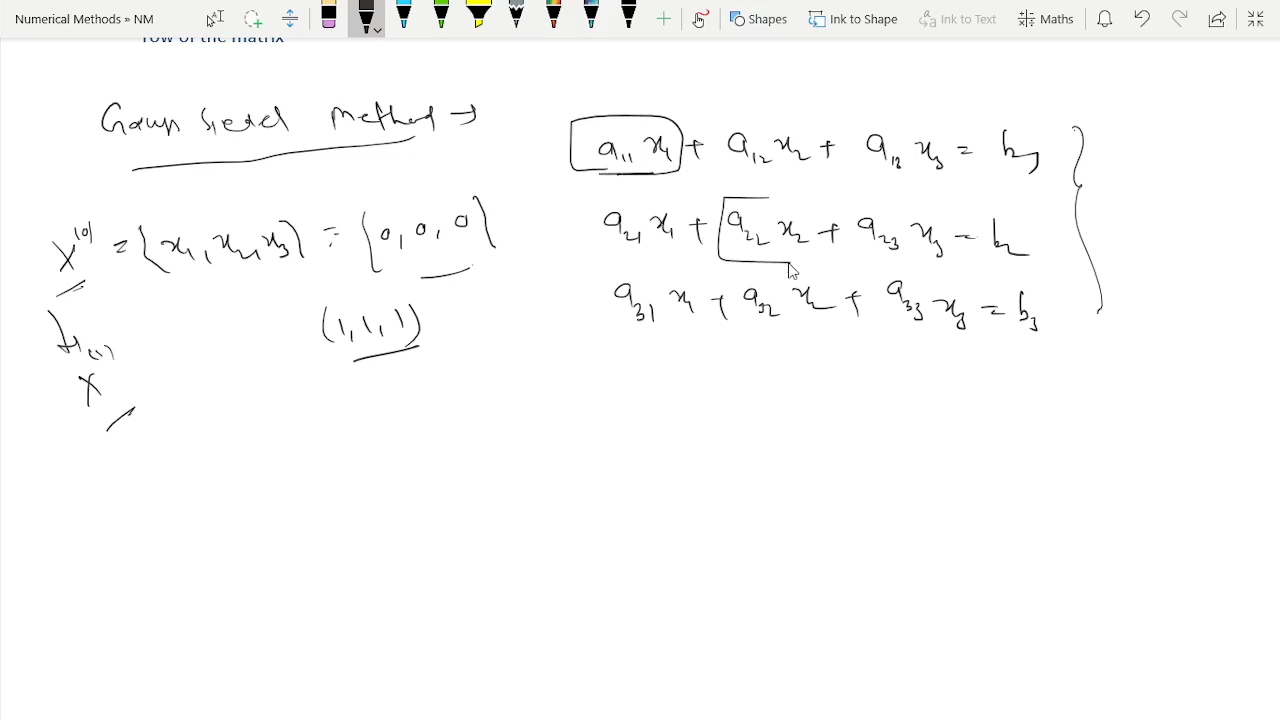 Numerical Methods » NM
Shapes Ink to Shape Ink to Text Maths
row of the matrix
Gauss Siedel Method →
a₁₁ x₁ + a₁₂ x₂ + a₁₃ x₃ = b₁
a₂₁ x₁ + a₂₂ x₂ + a₂₃ x₃ = b₂
a₃₁ x₁ + a₃₂ x₂ + a₃₃ x₃ = b₃
X⁽⁰⁾ = {x₁, x₂, x₃} = {0, 0, 0}
(1, 1, 1)
X